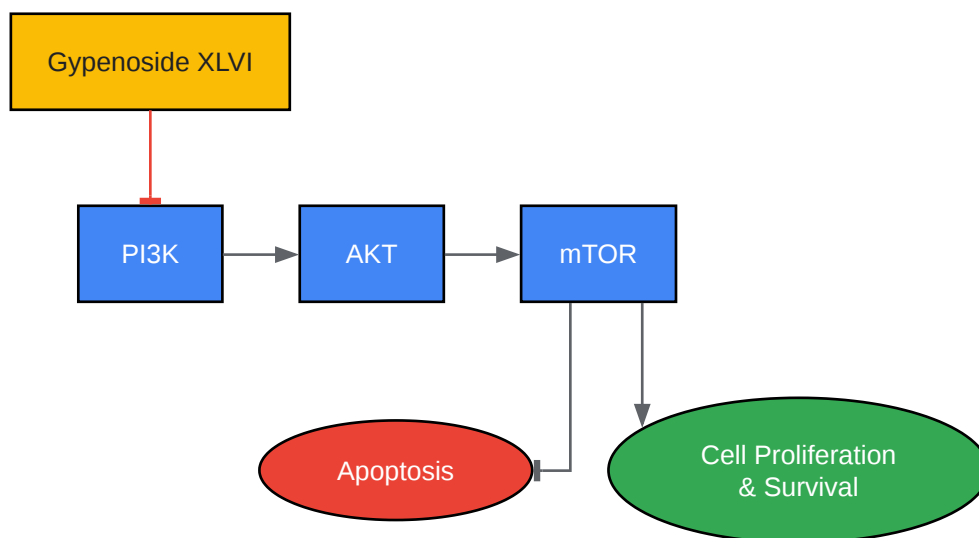 Gypenoside XLVI
PI3K
AKT
mTOR
Apoptosis
Cell Proliferation
& Survival